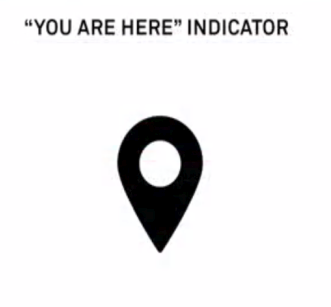 “YOU ARE HERE” INDICATOR